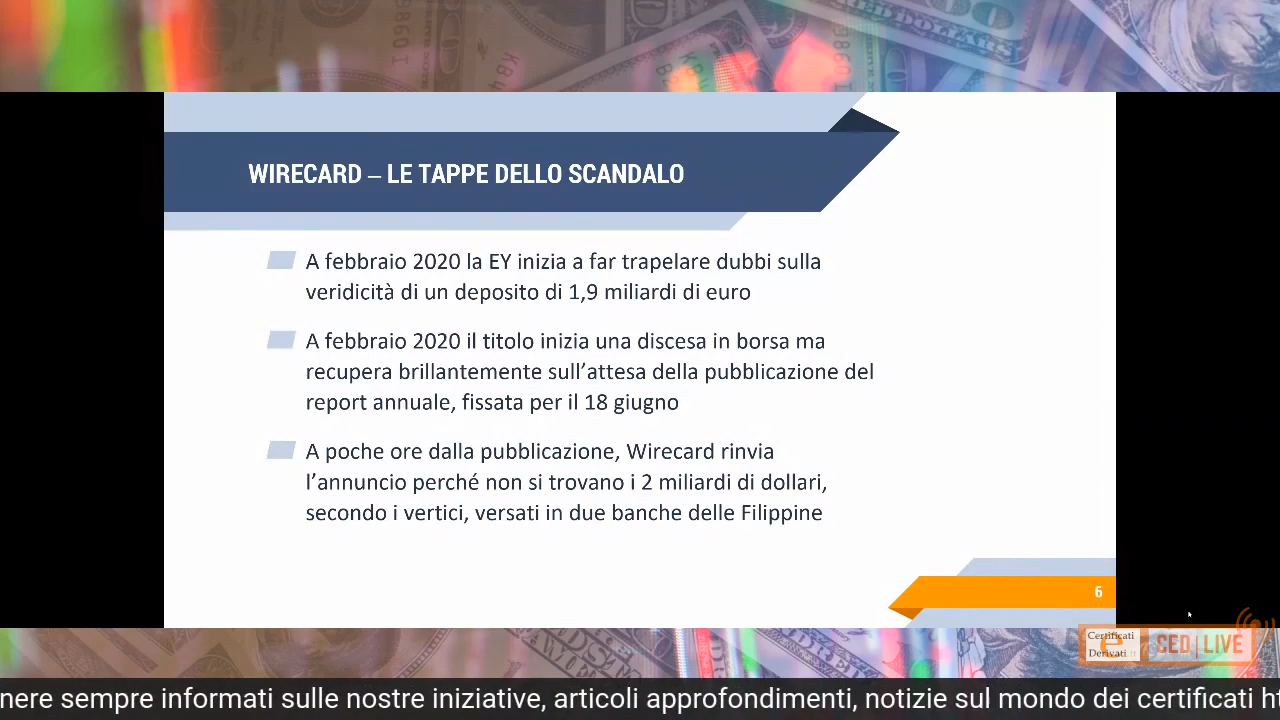 WIRECARD – LE TAPPE DELLO SCANDALO
A febbraio 2020 la EY inizia a far trapelare dubbi sulla
veridicità di un deposito di 1,9 miliardi di euro
A febbraio 2020 il titolo inizia una discesa in borsa ma
recupera brillantemente sull’attesa della pubblicazione del
report annuale, fissata per il 18 giugno
A poche ore dalla pubblicazione, Wirecard rinvia
l’annuncio perché non si trovano i 2 miliardi di dollari,
secondo i vertici, versati in due banche delle Filippine
6
Certificati
e
Derivati
CED | LIVE
nere sempre informati sulle nostre iniziative, articoli approfondimenti, notizie sul mondo dei certificati ht